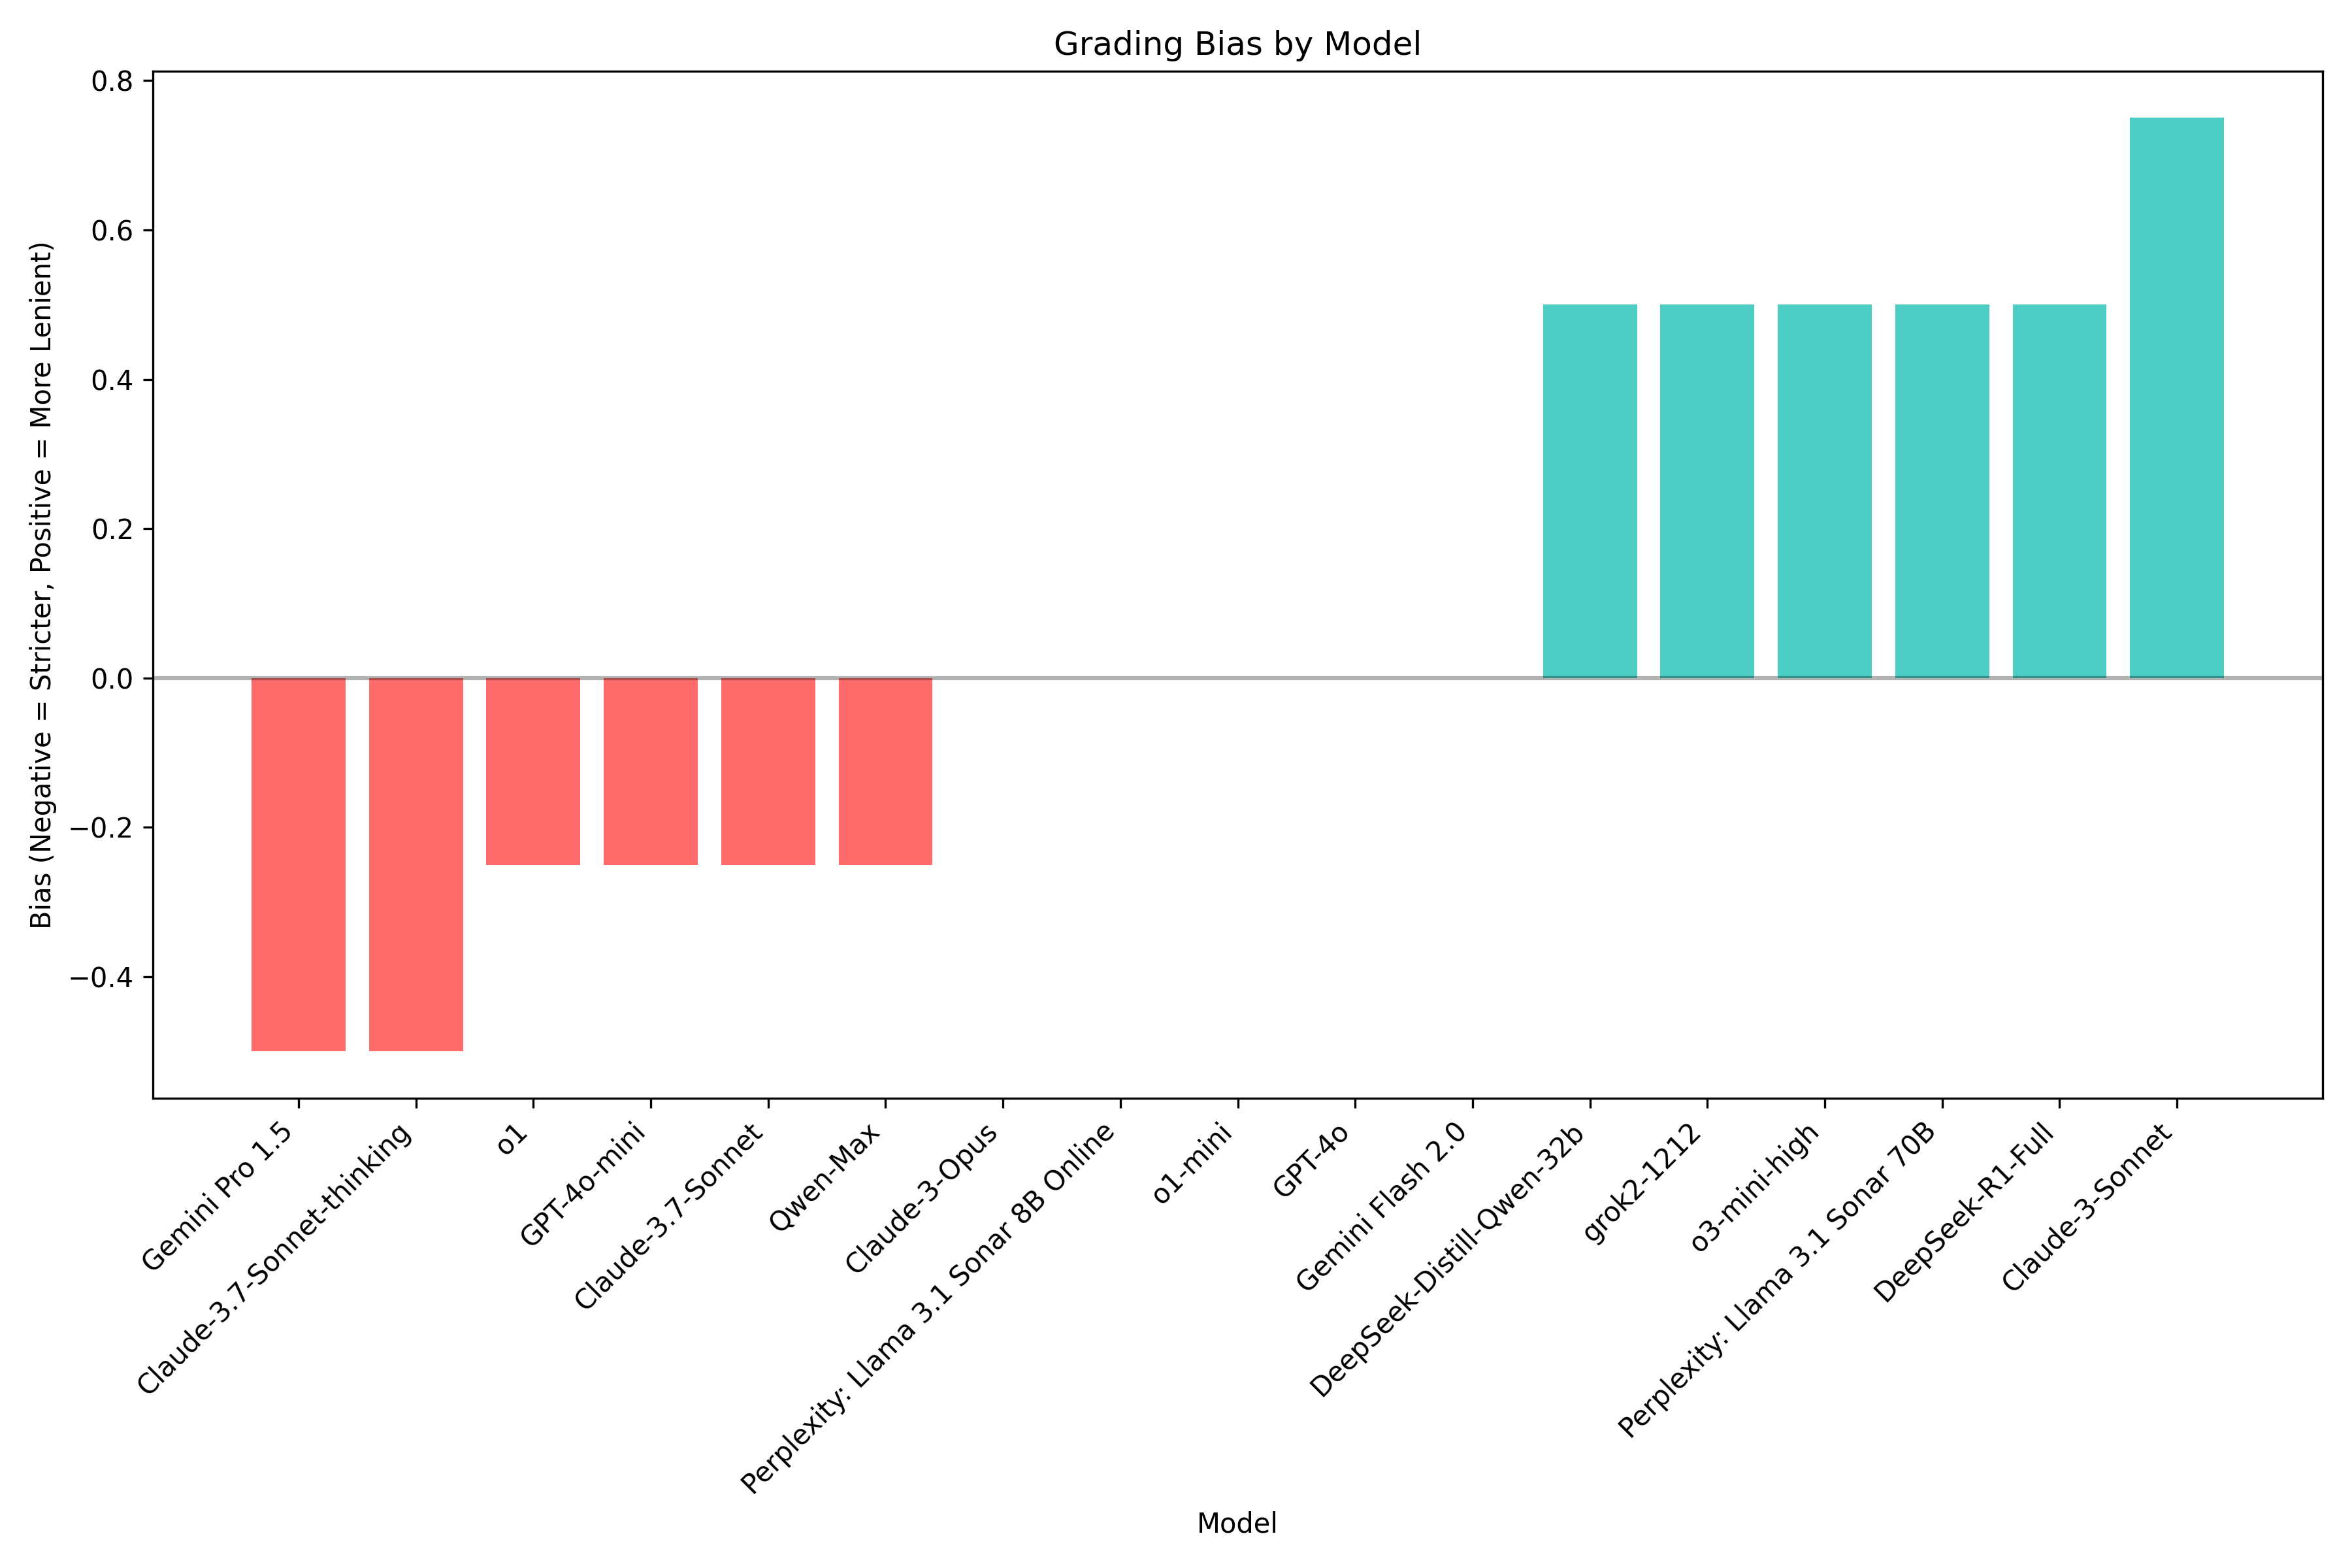 Grading Bias by Model
Bias (Negative = Stricter, Positive = More Lenient)
0.8
0.6
0.4
0.2
0.0
−0.2
−0.4
Gemini Pro 1.5
Claude-3.7-Sonnet-thinking
o1
GPT-4o-mini
Claude-3.7-Sonnet
Qwen-Max
Claude-3-Opus
Perplexity: Llama 3.1 Sonar 8B Online
o1-mini
GPT-4o
Gemini Flash 2.0
DeepSeek-Distill-Qwen-32b
grok2-1212
o3-mini-high
Perplexity: Llama 3.1 Sonar 70B
DeepSeek-R1-Full
Claude-3-Sonnet
Model